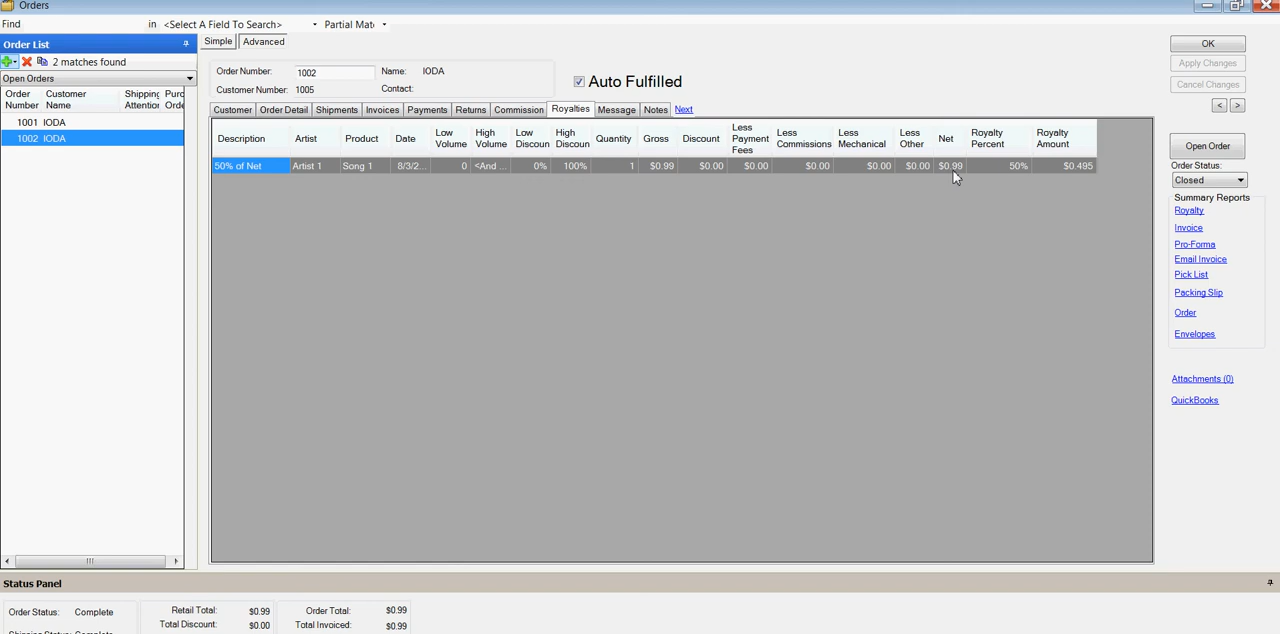 Orders
Find in <Select A Field To Search> Partial Mat
Order List
2 matches found
Open Orders
Order Number Customer Name Shipping Attentio Purc Orde
1001 IODA
1002 IODA
Simple Advanced
Order Number: 1002 Name: IODA
Customer Number: 1005 Contact:
Auto Fulfilled
Customer Order Detail Shipments Invoices Payments Returns Commission Royalties Message Notes Next
Description Artist Product Date Low Volume High Volume Low Discoun High Discoun Quantity Gross Discount Less Payment Fees Less Commissions Less Mechanical Less Other Net Royalty Percent Royalty Amount
50% of Net Artist 1 Song 1 8/3/2... 0 <And ... 0% 100% 1 $0.99 $0.00 $0.00 $0.00 $0.00 $0.00 $0.99 50% $0.495
OK
Apply Changes
Cancel Changes
< >
Open Order
Order Status:
Closed
Summary Reports
Royalty
Invoice
Pro-Forma
Email Invoice
Pick List
Packing Slip
Order
Envelopes
Attachments (0)
QuickBooks
Status Panel
Order Status: Complete Retail Total: $0.99 Order Total: $0.99
Shipping Status: Complete Total Discount: $0.00 Total Invoiced: $0.99